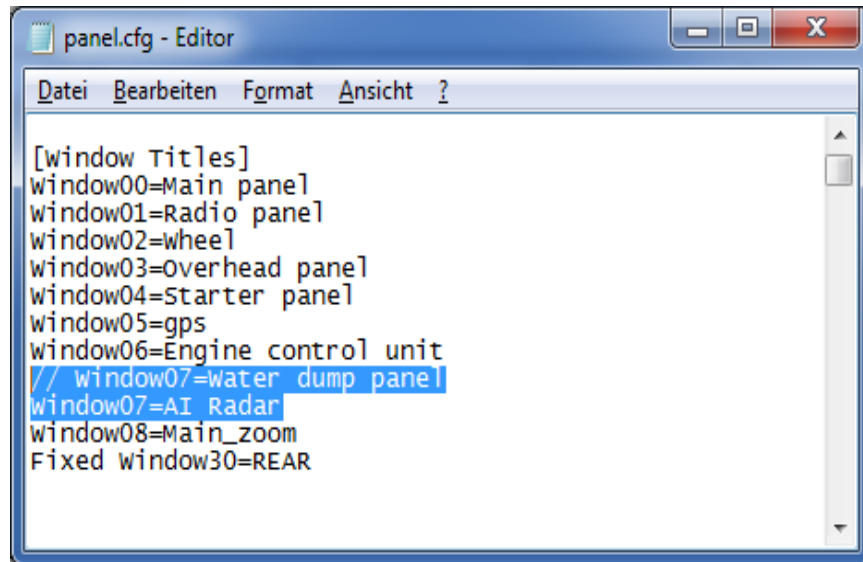 panel.cfg - Editor
Datei Bearbeiten Format Ansicht ?
[Window Titles]
Window00=Main panel
Window01=Radio panel
Window02=Wheel
Window03=Overhead panel
Window04=Starter panel
Window05=gps
Window06=Engine control unit
// Window07=Water dump panel
Window07=AI Radar
Window08=Main_zoom
Fixed Window30=REAR